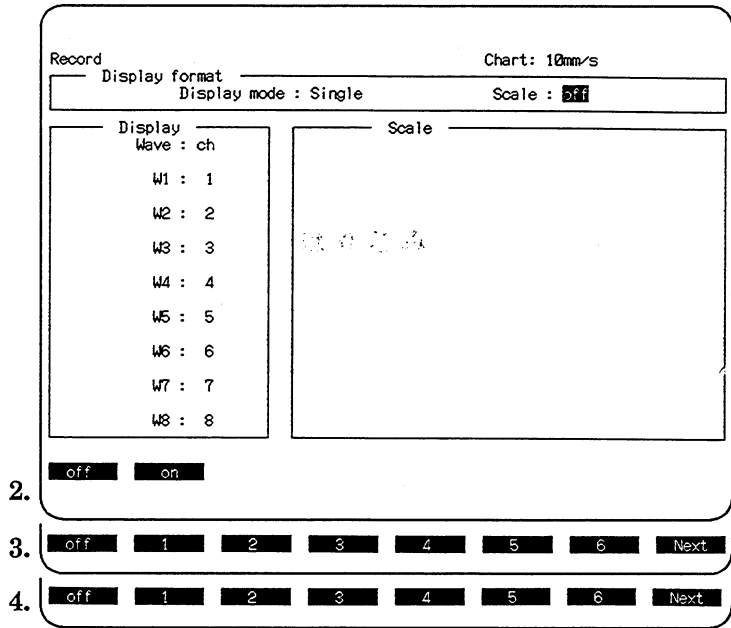 Record Chart: 10mm/s
Display format
Display mode : Single Scale : off
Display Scale
Wave : ch
W1 : 1
W2 : 2
W3 : 3
W4 : 4
W5 : 5
W6 : 6
W7 : 7
W8 : 8
2. off on
3. off 1 2 3 4 5 6 Next
4. off 1 2 3 4 5 6 Next